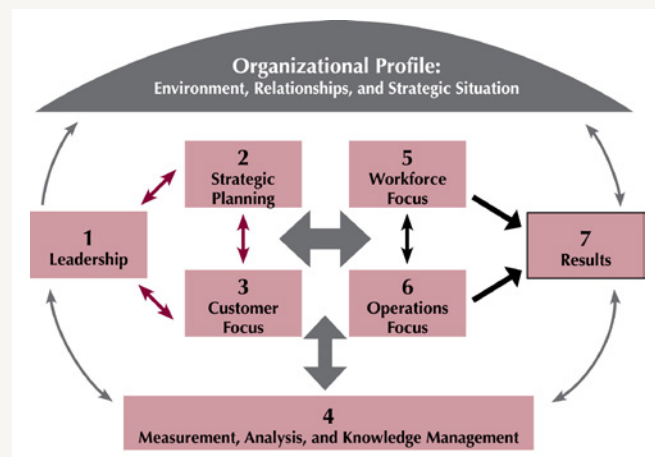 Organizational Profile:
Environment, Relationships, and Strategic Situation
2
Strategic
Planning
5
Workforce
Focus
1
Leadership
7
Results
3
Customer
Focus
6
Operations
Focus
4
Measurement, Analysis, and Knowledge Management